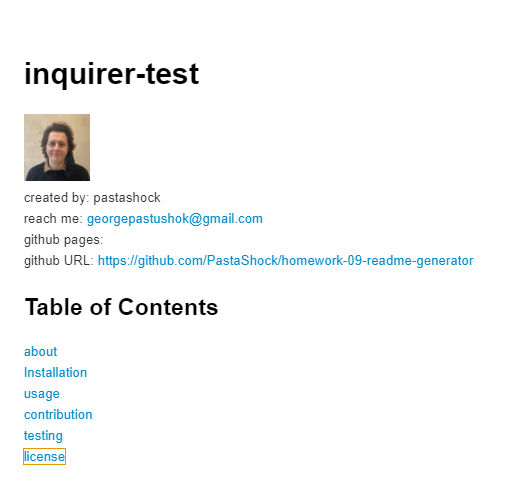 inquirer-test
created by: pastashock
reach me: georgepastushok@gmail.com
github pages:
github URL: https://github.com/PastaShock/homework-09-readme-generator
Table of Contents
about
Installation
usage
contribution
testing
license